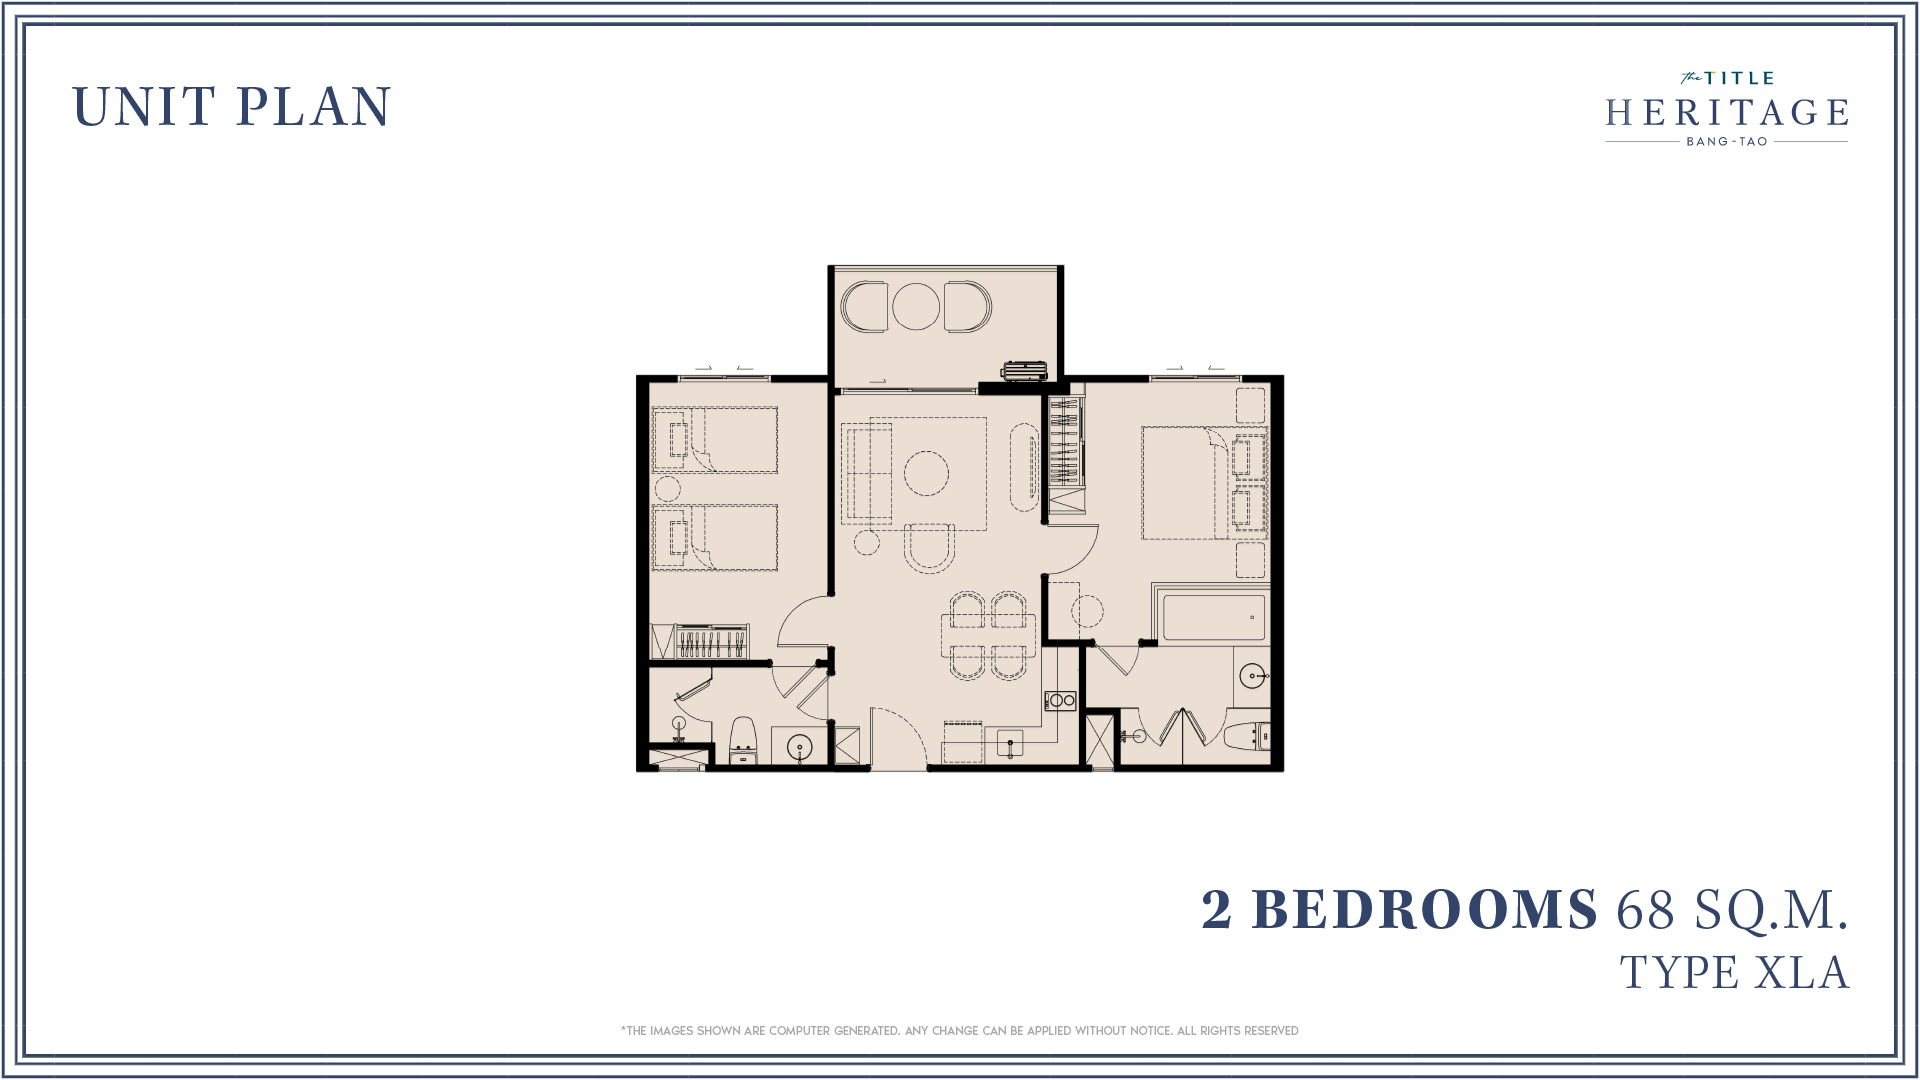 UNIT PLAN
the TITLE
HERITAGE
BANG-TAO
2 BEDROOMS 68 SQ.M.
TYPE XLA
*THE IMAGES SHOWN ARE COMPUTER GENERATED. ANY CHANGE CAN BE APPLIED WITHOUT NOTICE. ALL RIGHTS RESERVED